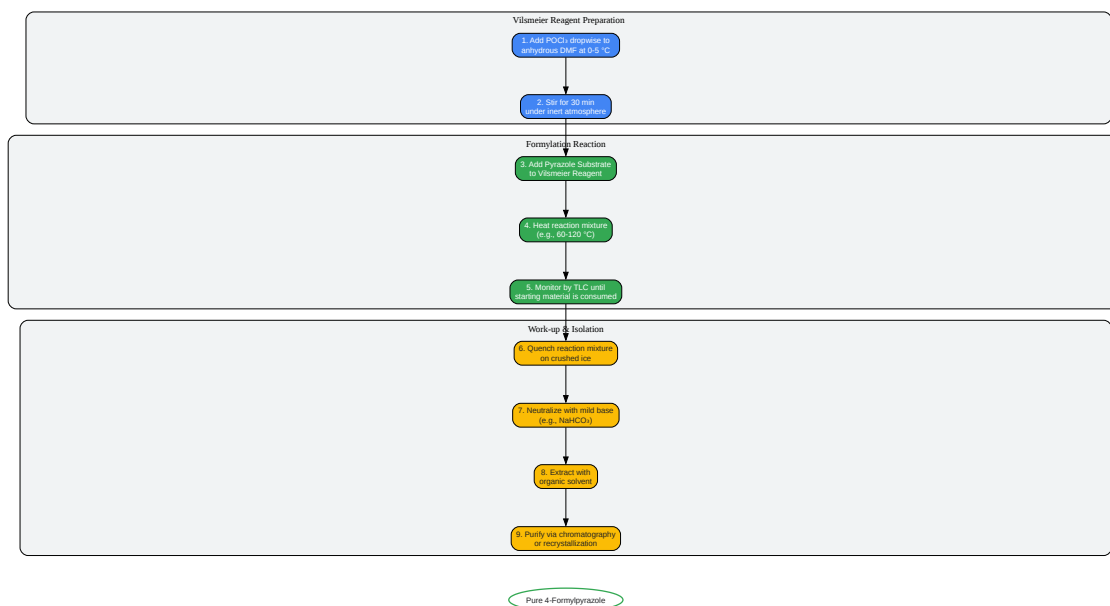 Vilsmeier Reagent Preparation
1. Add POCl₃ dropwise to
anhydrous DMF at 0-5 °C
2. Stir for 30 min
under inert atmosphere
Formylation Reaction
3. Add Pyrazole Substrate
to Vilsmeier Reagent
4. Heat reaction mixture
(e.g., 60-120 °C)
5. Monitor by TLC until
starting material is consumed
Work-up & Isolation
6. Quench reaction mixture
on crushed ice
7. Neutralize with mild base
(e.g., NaHCO₃)
8. Extract with
organic solvent
9. Purify via chromatography
or recrystallization
Pure 4-Formylpyrazole